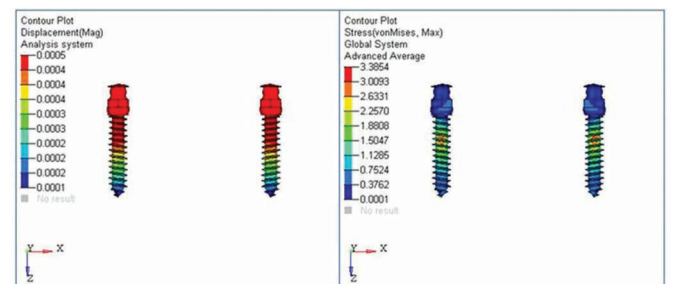 Contour Plot
Displacement(Mag)
Analysis system
0.0005
0.0004
0.0004
0.0004
0.0003
0.0003
0.0002
0.0002
0.0002
0.0001
No result
Y X
Z
Contour Plot
Stress(vonMises, Max)
Global System
Advanced Average
3.3854
3.0093
2.6331
2.2570
1.8808
1.5047
1.1285
0.7524
0.3762
0.0001
No result
Y X
Z